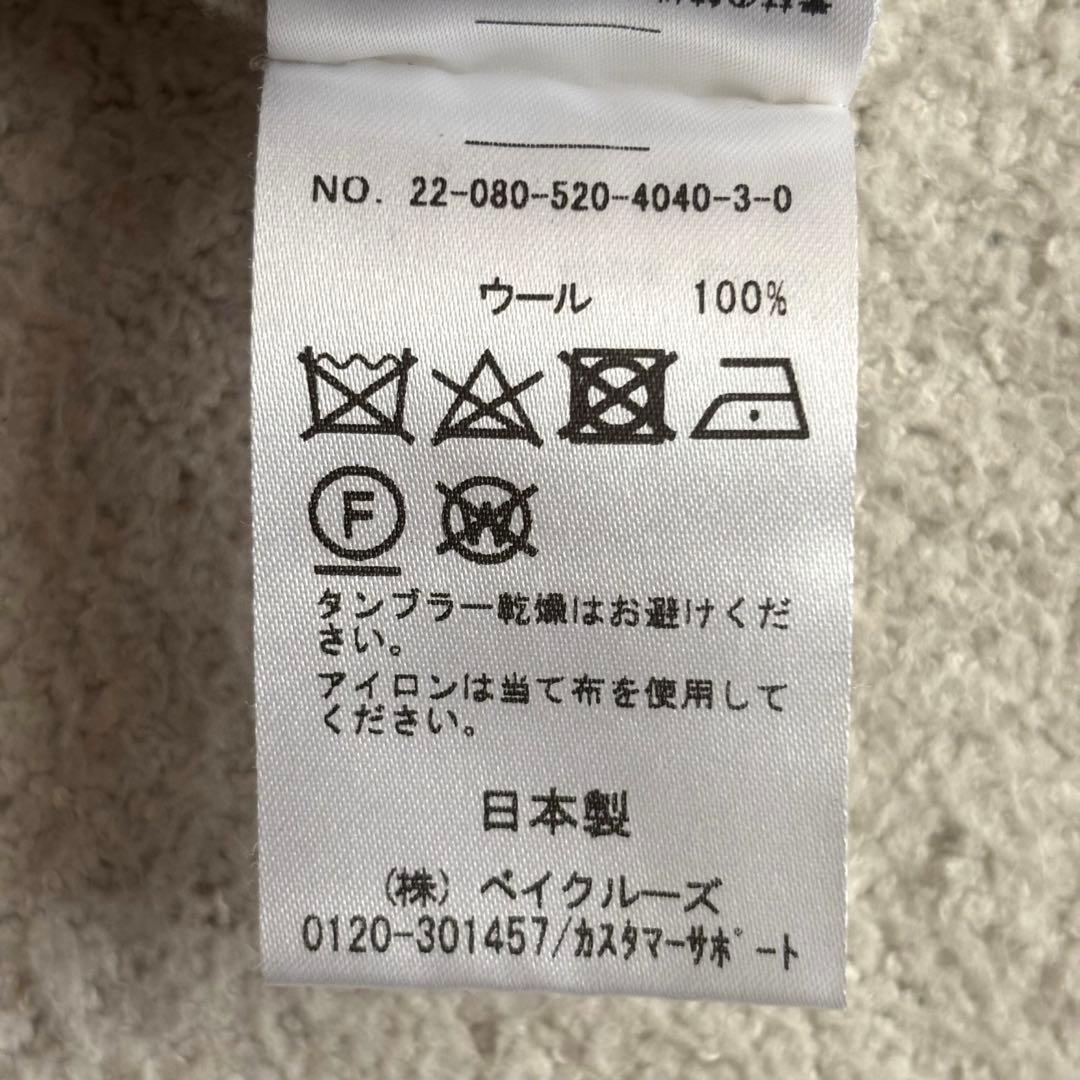 NO. 22-080-520-4040-3-0
ウール 100%
F
W
タンブラー乾燥はお避けくだ
さい。
アイロンは当て布を使用して
ください。
日本製
(株) ベイクルーズ
0120-301457/カスタマーサポート